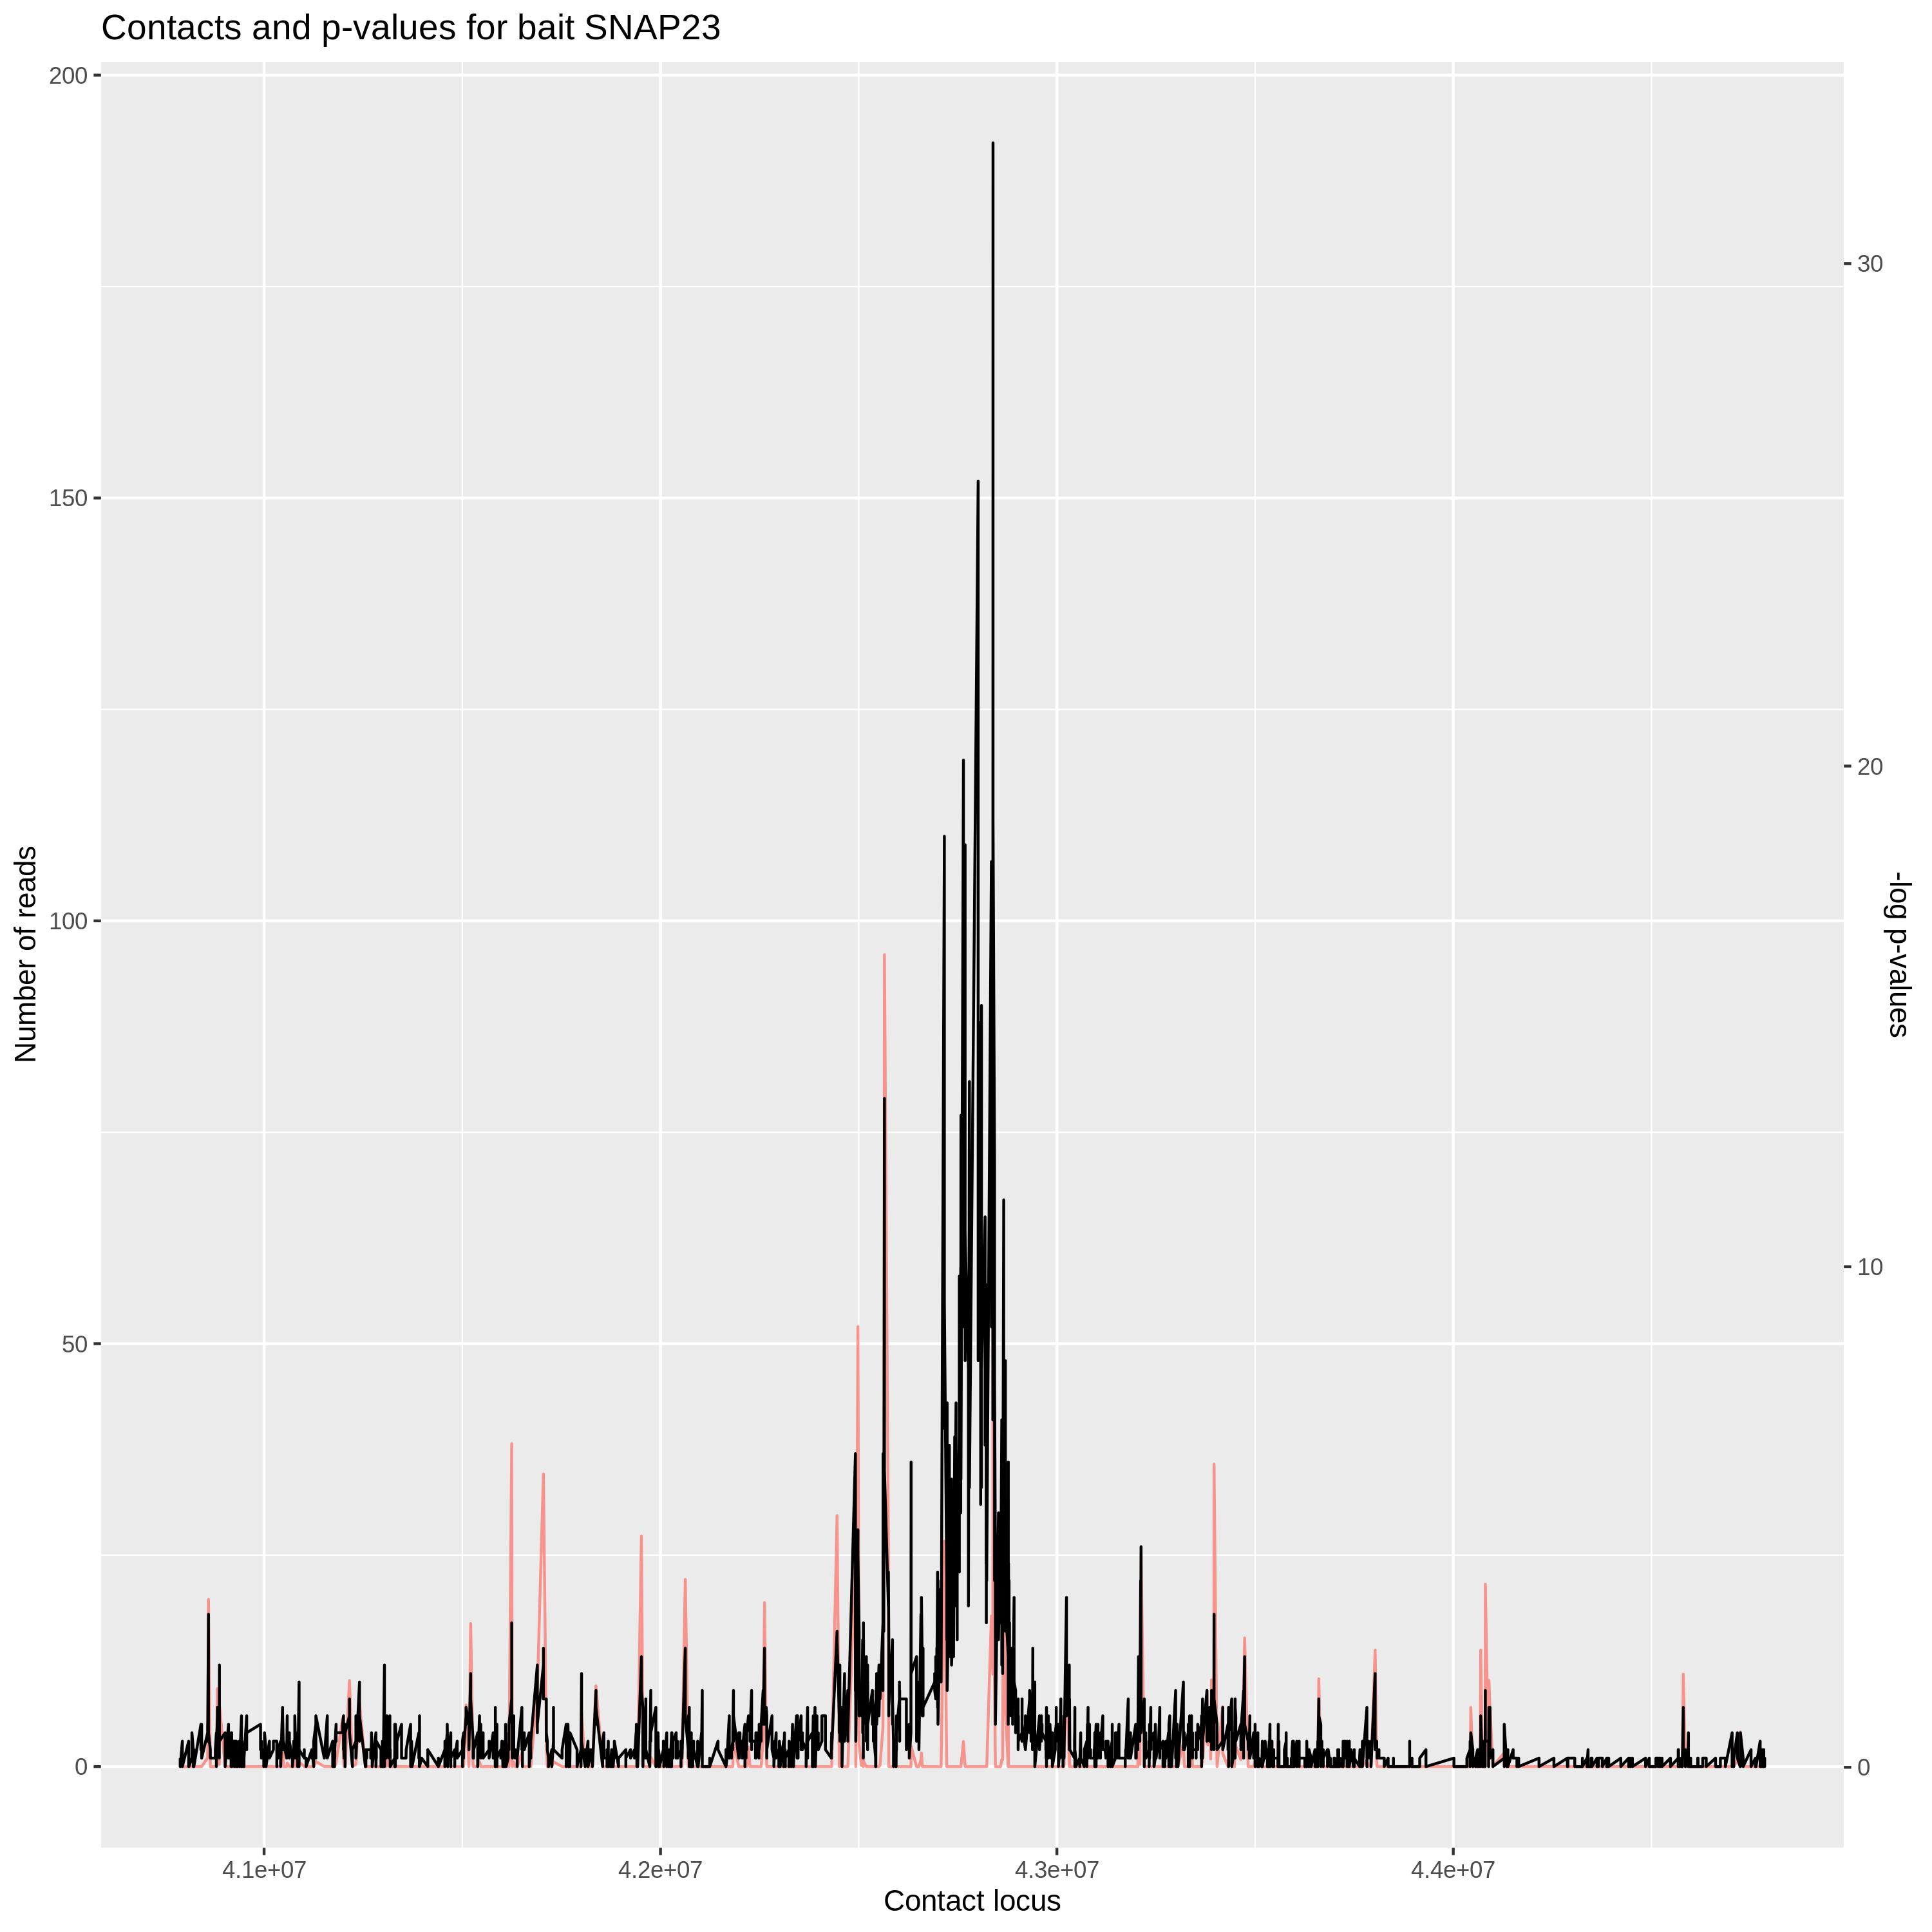 Contacts and p-values for bait SNAP23
200
150
100
50
0
Number of reads
30
20
10
0
-log p-values
4.1e+07
4.2e+07
4.3e+07
4.4e+07
Contact locus